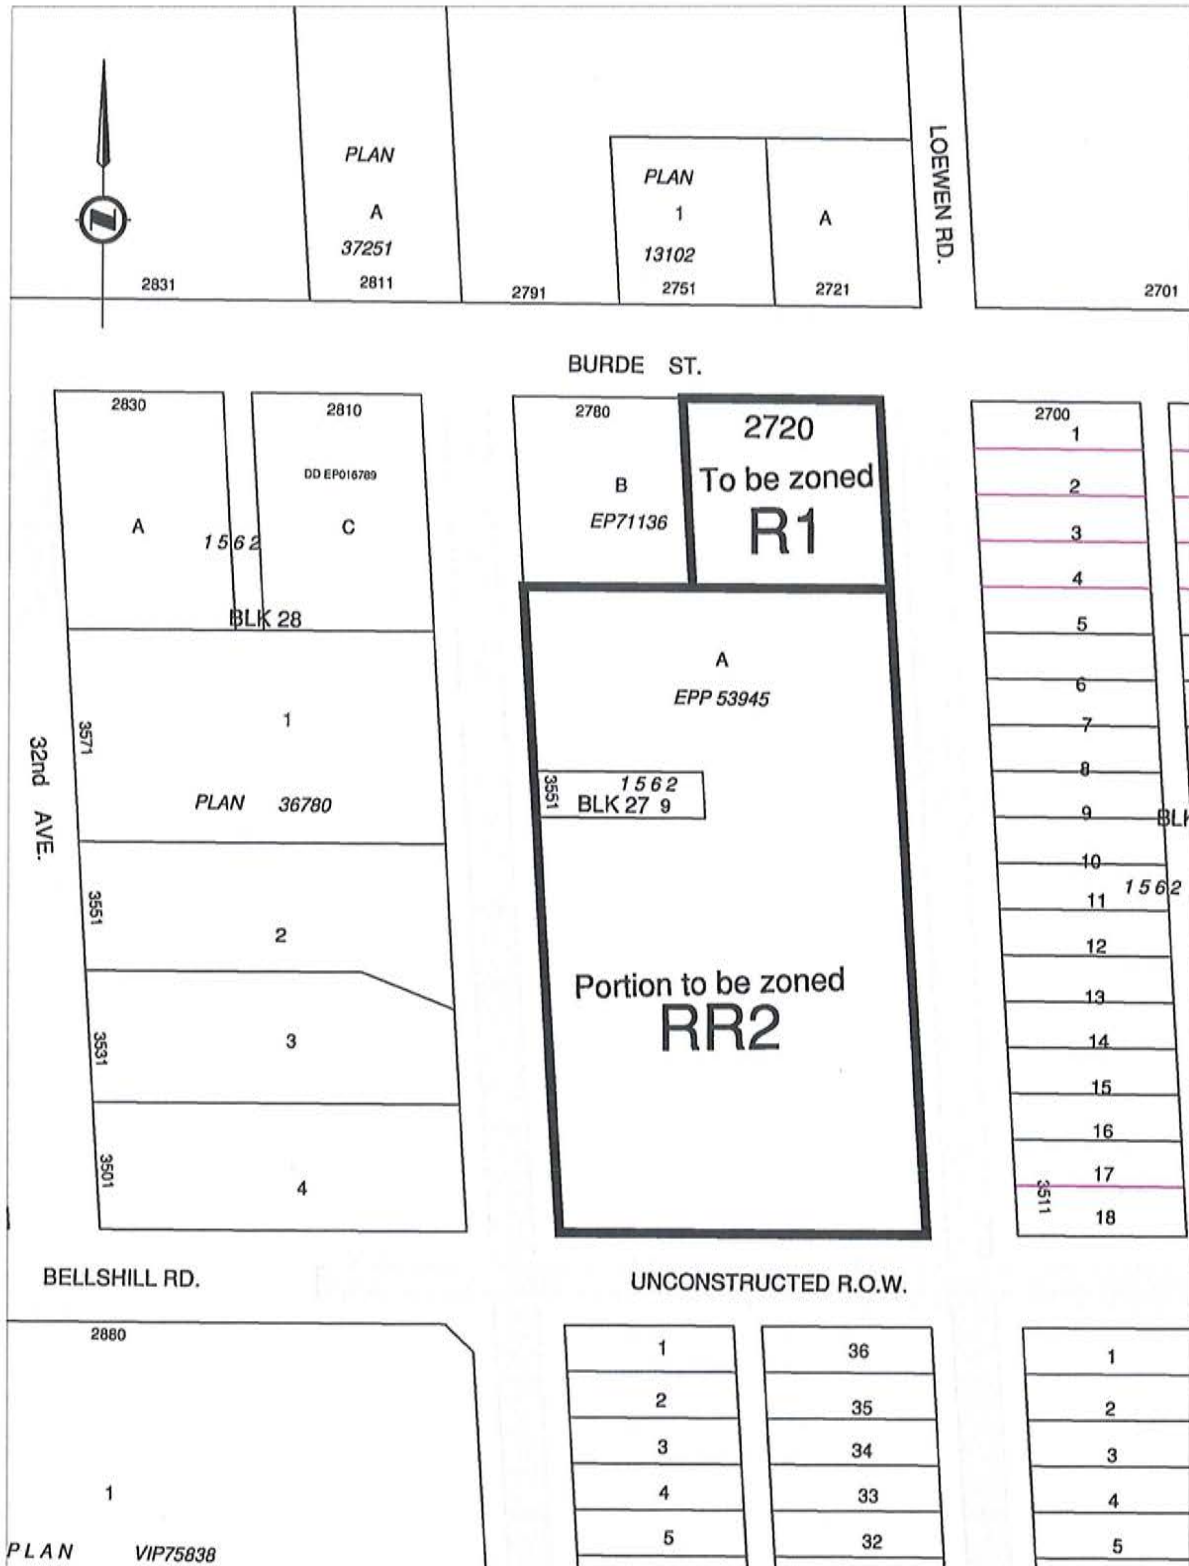 PLAN
A
37251
2811
2831
2791
PLAN
1
13102
2751
A
2721
LOEWEN RD.
2701
BURDE ST.
2830
A
1562
2810
DD EP016789
C
BLK 28
1
PLAN 36780
3571
32nd AVE.
3551
2
3531
3
3501
4
2780
B
EP71136
2720
To be zoned
R1
A
EPP 53945
3551
1562
BLK 27 9
Portion to be zoned
RR2
2700
1
2
3
4
5
6
7
8
9
10
11
12
13
14
15
16
17
3511
18
BLK
1562
BELLSHILL RD.
UNCONSTRUCTED R.O.W.
2880
1
PLAN VIP75838
1
2
3
4
5
36
35
34
33
32
1
2
3
4
5